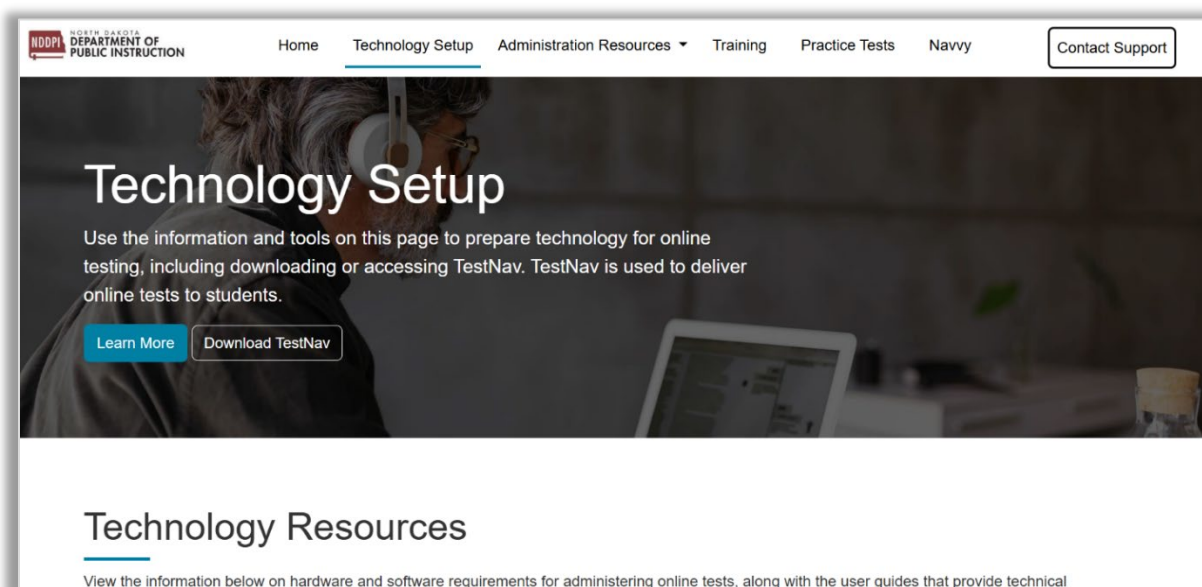 NDDPI
NORTH DAKOTA
DEPARTMENT OF
PUBLIC INSTRUCTION
Home Technology Setup Administration Resources Training Practice Tests Navvy Contact Support
Technology Setup
Use the information and tools on this page to prepare technology for online
testing, including downloading or accessing TestNav. TestNav is used to deliver
online tests to students.
Learn More Download TestNav
Technology Resources
View the information below on hardware and software requirements for administering online tests, along with the user guides that provide technical